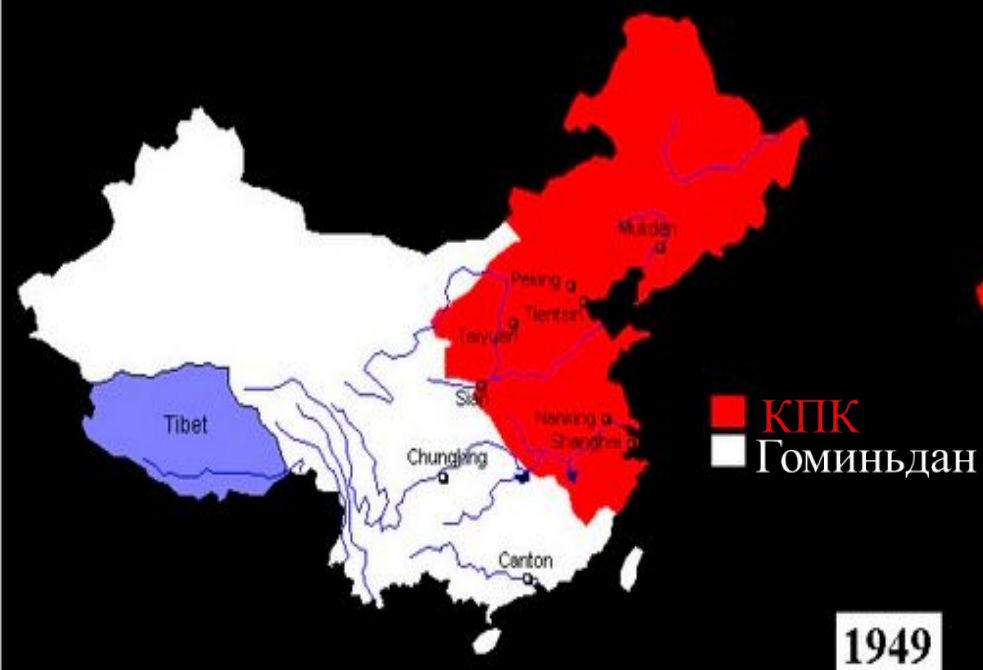 Mukden
Peking
Tientsin
Taiyuan
Sian
Tibet
Nanking
Shanghai
Chungking
Canton
КПК
Гоминьдан
1949